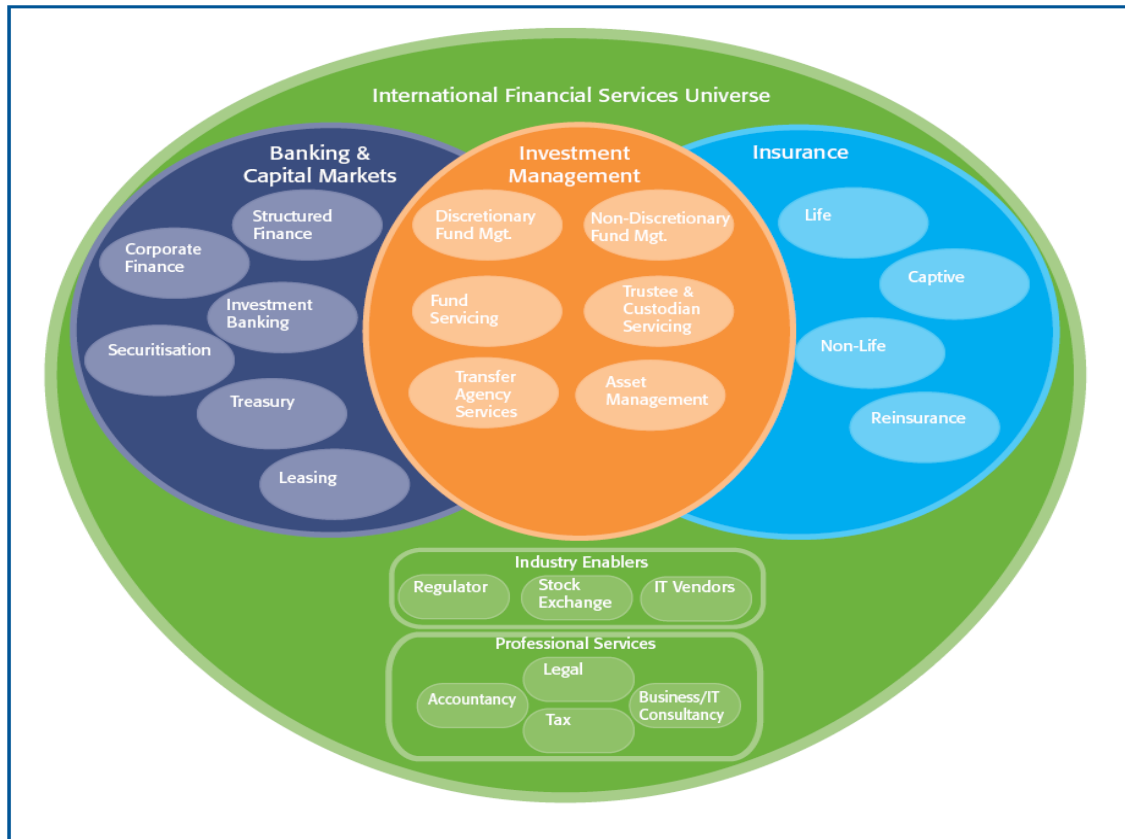 International Financial Services Universe
Banking &
Capital Markets
Structured
Finance
Corporate
Finance
Investment
Banking
Securitisation
Treasury
Leasing
Investment
Management
Discretionary
Fund Mgt.
Non-Discretionary
Fund Mgt.
Fund
Servicing
Trustee &
Custodian
Servicing
Transfer
Agency
Services
Asset
Management
Insurance
Life
Captive
Non-Life
Reinsurance
Industry Enablers
Regulator
Stock
Exchange
IT Vendors
Professional Services
Legal
Accountancy
Business/IT
Consultancy
Tax